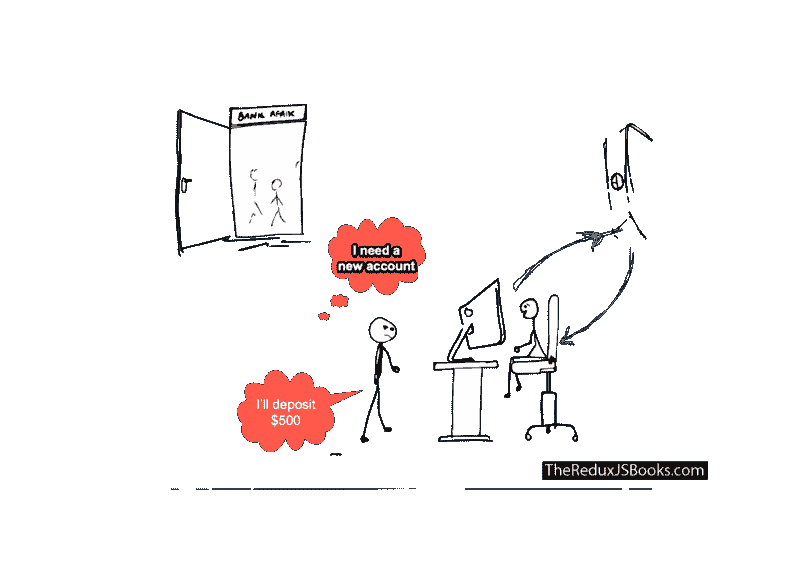 BANK AFRIK
I need a
new account
I'll deposit
$500
TheReduxJSBooks.com